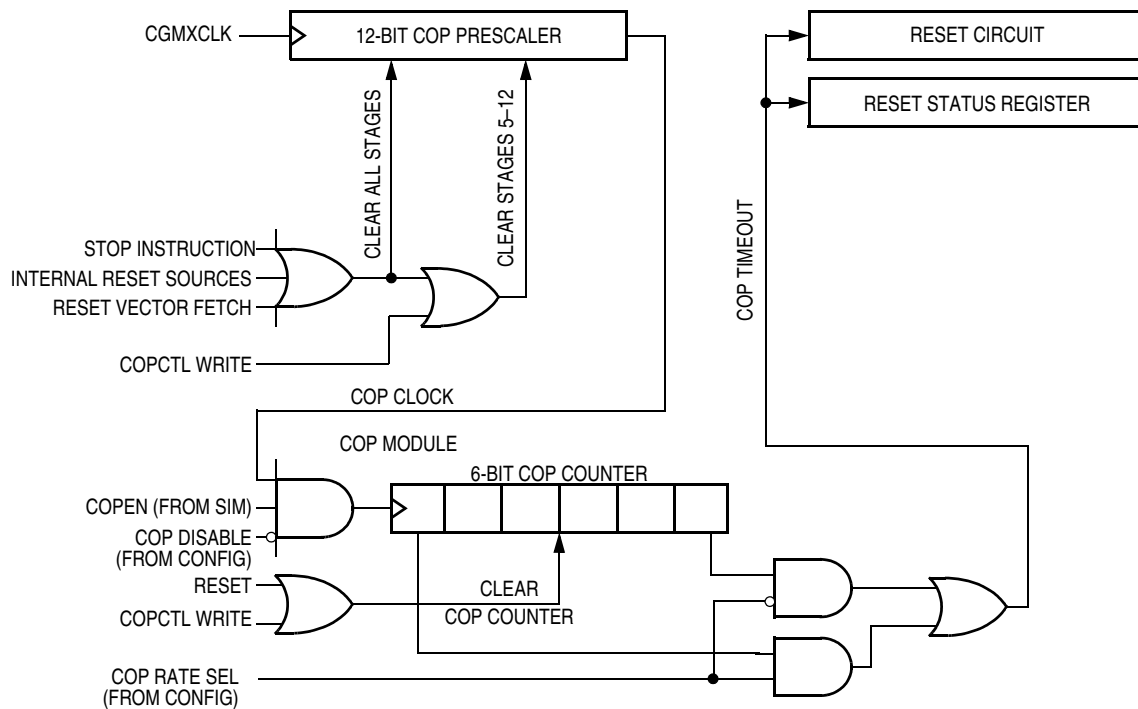 CGMXCLK
12-BIT COP PRESCALER
RESET CIRCUIT
RESET STATUS REGISTER
CLEAR ALL STAGES
CLEAR STAGES 5–12
COP TIMEOUT
STOP INSTRUCTION
INTERNAL RESET SOURCES
RESET VECTOR FETCH
COPCTL WRITE
COP CLOCK
COP MODULE
6-BIT COP COUNTER
COPEN (FROM SIM)
COP DISABLE
(FROM CONFIG)
RESET
COPCTL WRITE
CLEAR
COP COUNTER
COP RATE SEL
(FROM CONFIG)